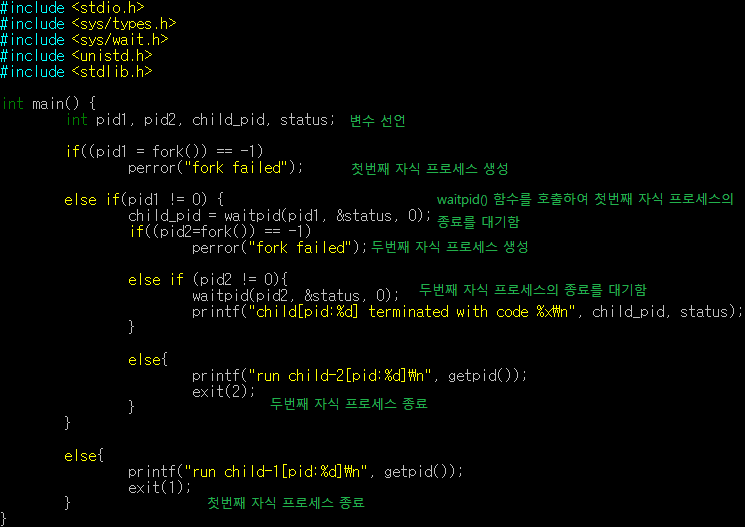 #include <stdio.h>
#include <sys/types.h>
#include <sys/wait.h>
#include <unistd.h>
#include <stdlib.h>
int main() {
int pid1, pid2, child_pid, status; 변수 선언
if((pid1 = fork()) == -1)
perror("fork failed"); 첫번째 자식 프로세스 생성
else if(pid1 != 0) { waitpid() 함수를 호출하여 첫번째 자식 프로세스의
child_pid = waitpid(pid1, &status, 0); 종료를 대기함
if((pid2=fork()) == -1)
perror("fork failed"); 두번째 자식 프로세스 생성
else if (pid2 != 0){
waitpid(pid2, &status, 0); 두번째 자식 프로세스의 종료를 대기함
printf("child[pid:%d] terminated with code %x₩n", child_pid, status);
}
else{
printf("run child-2[pid:%d]₩n", getpid());
exit(2);
} 두번째 자식 프로세스 종료
}
else{
printf("run child-1[pid:%d]₩n", getpid());
exit(1);
} 첫번째 자식 프로세스 종료
}